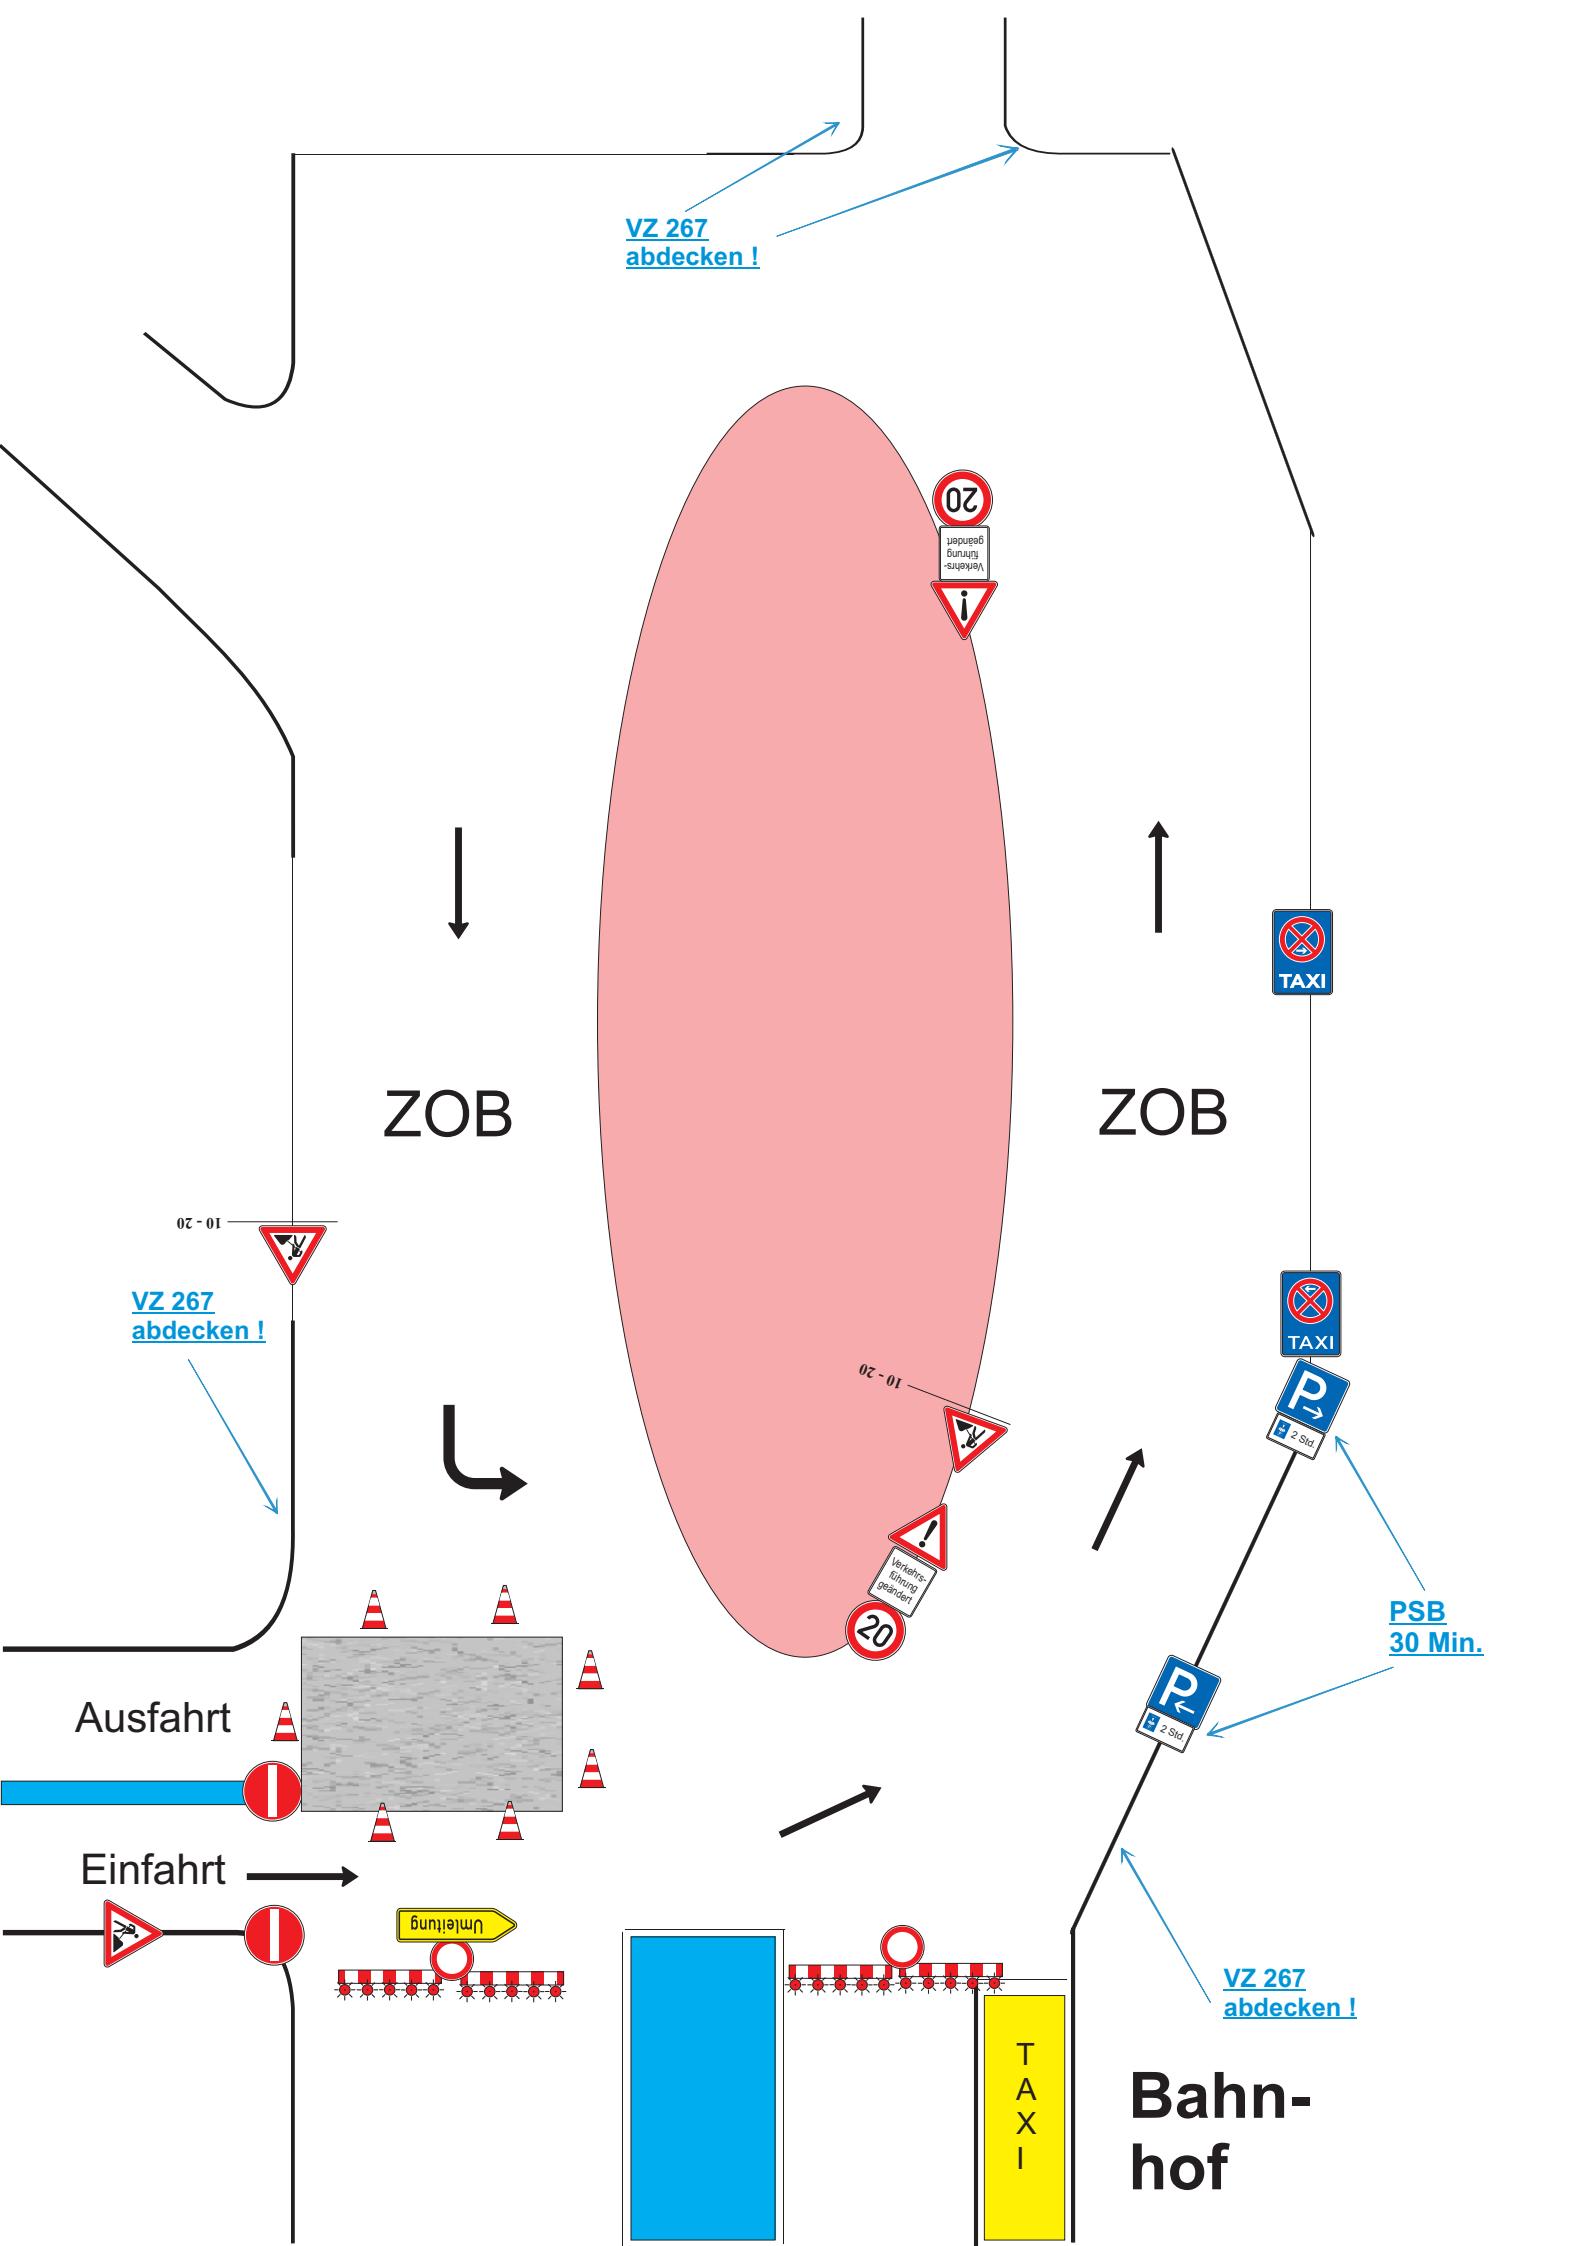 VZ 267
abdecken !
20
geändert
führung
Verkehrs-
TAXI
ZOB
ZOB
10 - 20
VZ 267
abdecken !
TAXI
P
2 Std.
10 - 20
Verkehrs-
führung
geändert
20
PSB
30 Min.
P
2 Std.
Ausfahrt
Einfahrt
Umleitung
VZ 267
abdecken !
T
A
X
I
Bahn-
hof